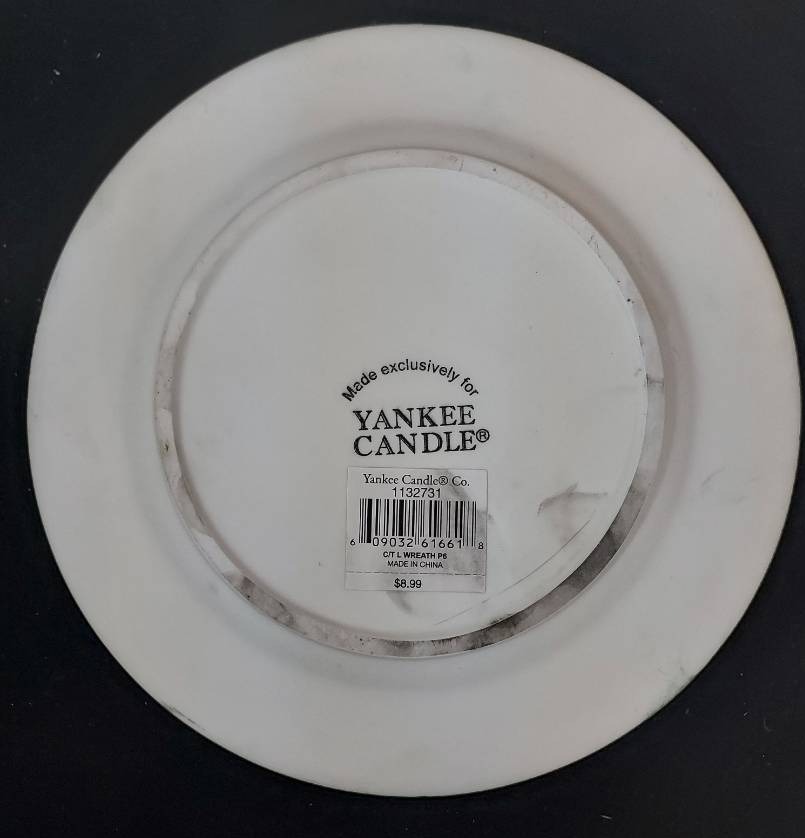 Made exclusively for
YANKEE
CANDLE®
Yankee Candle® Co.
1132731
6 09032 61661 8
C/T L WREATH P6
MADE IN CHINA
$8.99